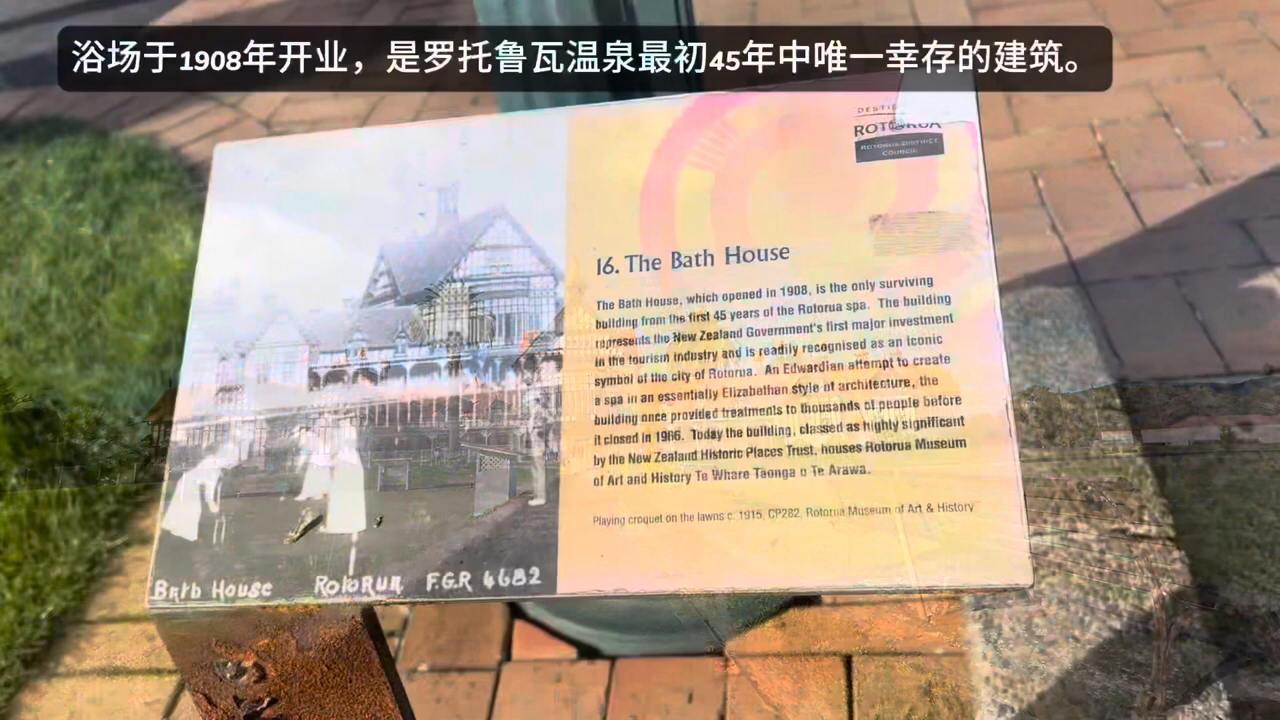 浴场于1908年开业，是罗托鲁瓦温泉最初45年中唯一幸存的建筑。
ROTORUA
ROTORUA DISTRICT
COUNCIL
16. The Bath House
The Bath House, which opened in 1908, is the only surviving
building from the first 45 years of the Rotorua spa. The building
represents the New Zealand Government's first major investment
in the tourism industry and is readily recognised as an iconic
symbol of the city of Rotorua. An Edwardian attempt to create
a spa in an essentially Elizabethan style of architecture, the
building once provided treatments to thousands of people before
it closed in 1966. Today the building, classed as highly significant
by the New Zealand Historic Places Trust, houses Rotorua Museum
of Art and History Te Whare Taonga o Te Arawa.
Playing croquet on the lawns c. 1915, CP282, Rotorua Museum of Art & History
Bath House RotoRua F.G.R 4682